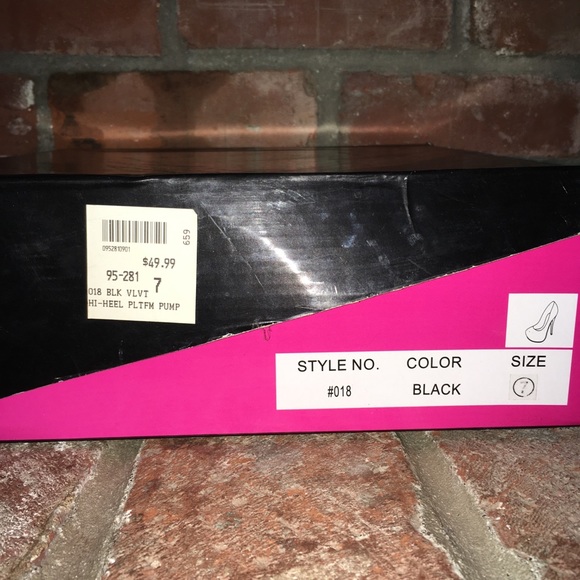 659
0952810901
$49.99
95-281 7
018 BLK VLVT
HI-HEEL PLTFM PUMP
STYLE NO. COLOR SIZE
#018 BLACK 7